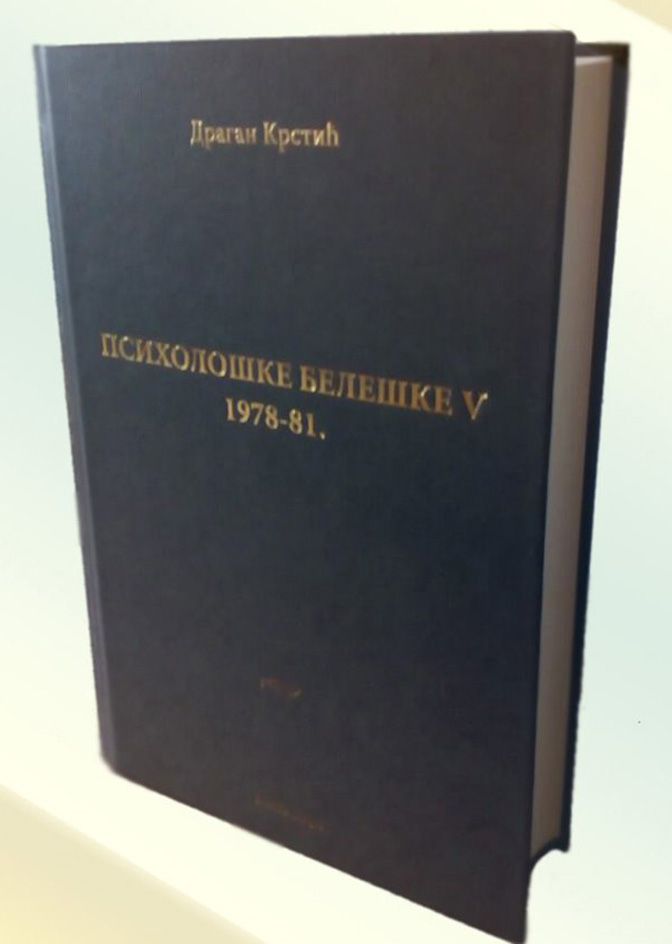 Драган Крстић
ПСИХОЛОШКЕ БЕЛЕШКЕ V
1978-81.